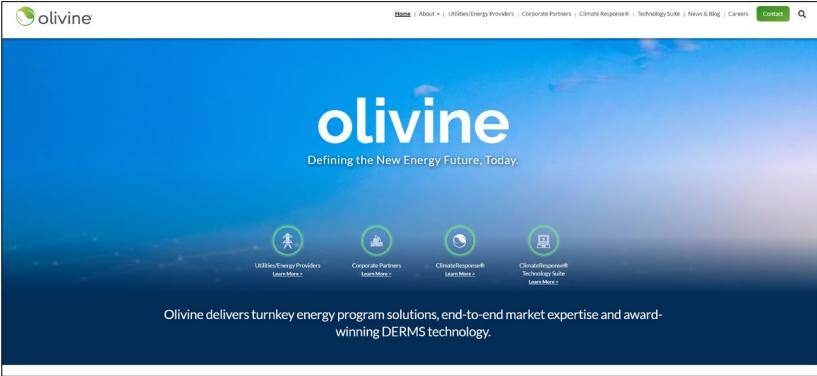 olivine
Home | About | Utilities/Energy Providers | Corporate Partners | Climate Response® | Technology Suite | News & Blog | Careers Contact
olivine
Defining the New Energy Future, Today.
Utilities/Energy Providers Corporate Partners ClimateResponse® ClimateResponse®
Learn More > Learn More > Learn More > Technology Suite
Learn More >
Olivine delivers turnkey energy program solutions, end-to-end market expertise and award-
winning DERMS technology.